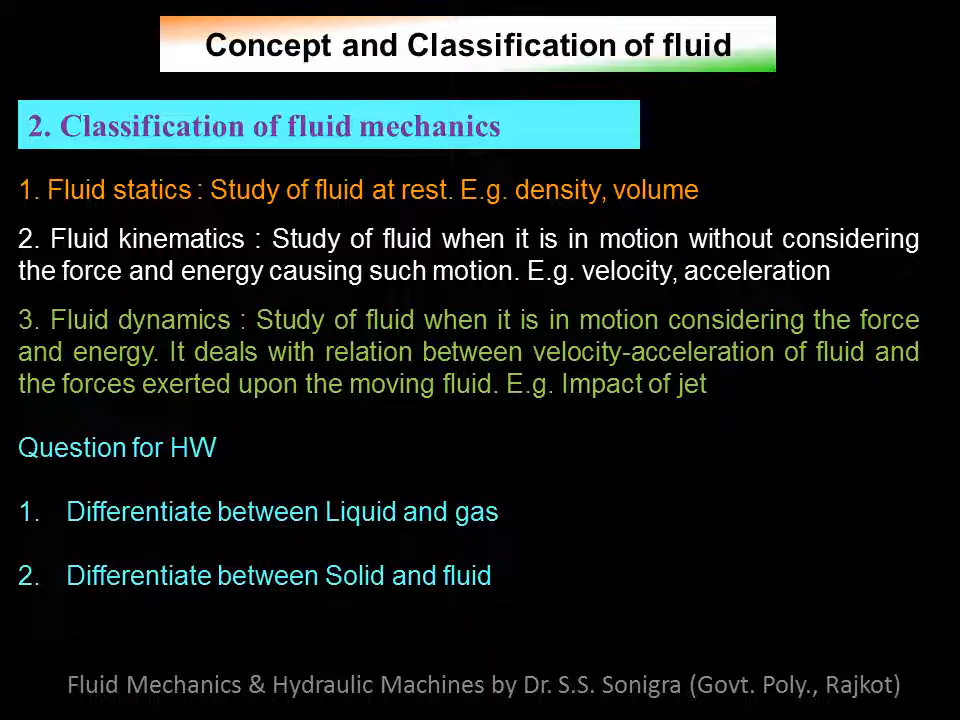 Concept and Classification of fluid
2. Classification of fluid mechanics
1. Fluid statics : Study of fluid at rest. E.g. density, volume
2. Fluid kinematics : Study of fluid when it is in motion without considering
the force and energy causing such motion. E.g. velocity, acceleration
3. Fluid dynamics : Study of fluid when it is in motion considering the force
and energy. It deals with relation between velocity-acceleration of fluid and
the forces exerted upon the moving fluid. E.g. Impact of jet
Question for HW
1. Differentiate between Liquid and gas
2. Differentiate between Solid and fluid
Fluid Mechanics & Hydraulic Machines by Dr. S.S. Sonigra (Govt. Poly., Rajkot)